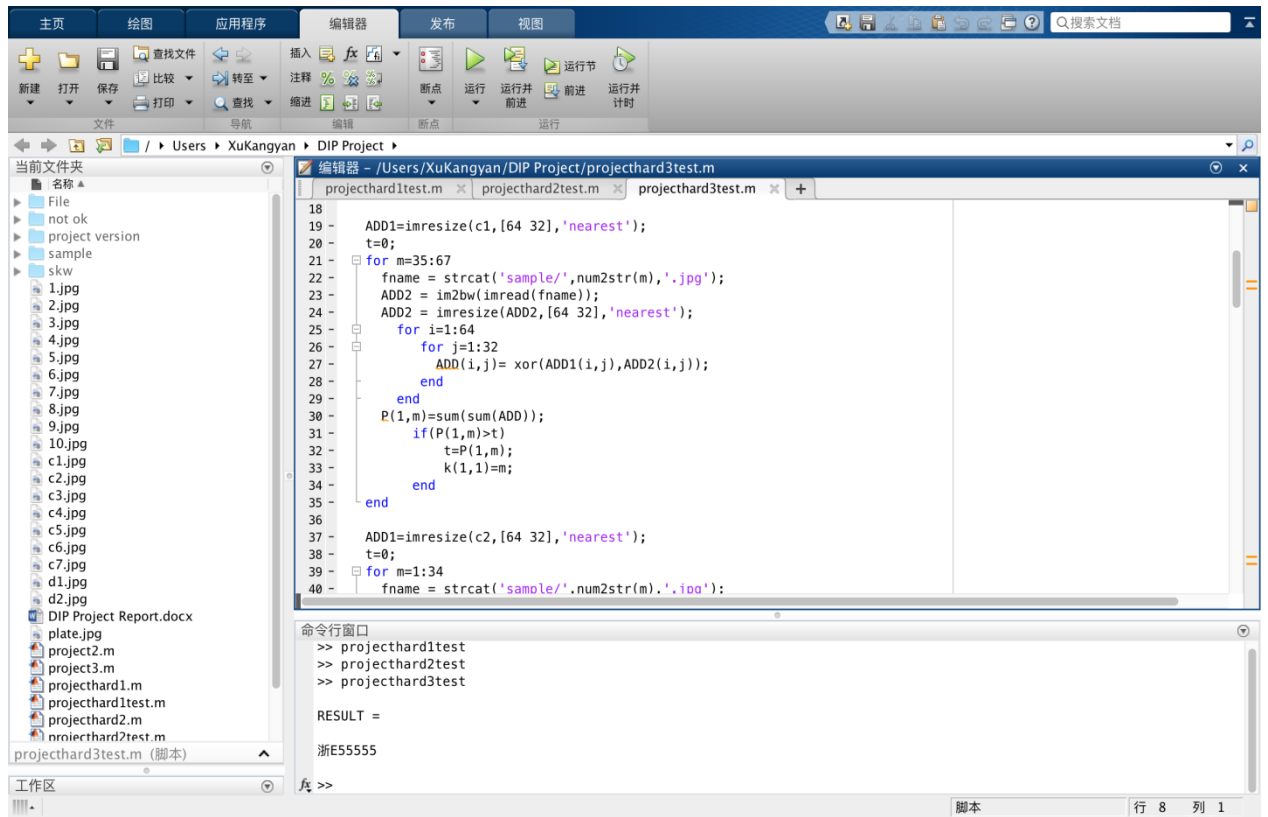 主页 绘图 应用程序 编辑器 发布 视图
搜索文档
查找文件 插入 fx
比较 转至 注释 运行节
新建 打开 保存 断点 运行 运行并前进 前进 运行并计时
打印 查找 缩进
文件 导航 编辑 断点 运行
/ Users XuKangyan DIP Project
当前文件夹
名称
File
not ok
project version
sample
skw
1.jpg
2.jpg
3.jpg
4.jpg
5.jpg
6.jpg
7.jpg
8.jpg
9.jpg
10.jpg
c1.jpg
c2.jpg
c3.jpg
c4.jpg
c5.jpg
c6.jpg
c7.jpg
d1.jpg
d2.jpg
DIP Project Report.docx
plate.jpg
project2.m
project3.m
projecthard1.m
projecthard1test.m
projecthard2.m
projecthard2test.m
projecthard3test.m (脚本)
工作区
编辑器 – /Users/XuKangyan/DIP Project/projecthard3test.m
projecthard1test.m projecthard2test.m projecthard3test.m +
18
19 – ADD1=imresize(c1,[64 32],'nearest');
20 – t=0;
21 – for m=35:67
22 – fname = strcat('sample/',num2str(m),'.jpg');
23 – ADD2 = im2bw(imread(fname));
24 – ADD2 = imresize(ADD2,[64 32],'nearest');
25 – for i=1:64
26 – for j=1:32
27 – ADD(i,j)= xor(ADD1(i,j),ADD2(i,j));
28 – end
29 – end
30 – P(1,m)=sum(sum(ADD));
31 – if(P(1,m)>t)
32 – t=P(1,m);
33 – k(1,1)=m;
34 – end
35 – end
36
37 – ADD1=imresize(c2,[64 32],'nearest');
38 – t=0;
39 – for m=1:34
40 – fname = strcat('sample/',num2str(m),'.jpg');
命令行窗口
>> projecthard1test
>> projecthard2test
>> projecthard3test
RESULT =
浙E55555
fx >>
脚本 行 8 列 1